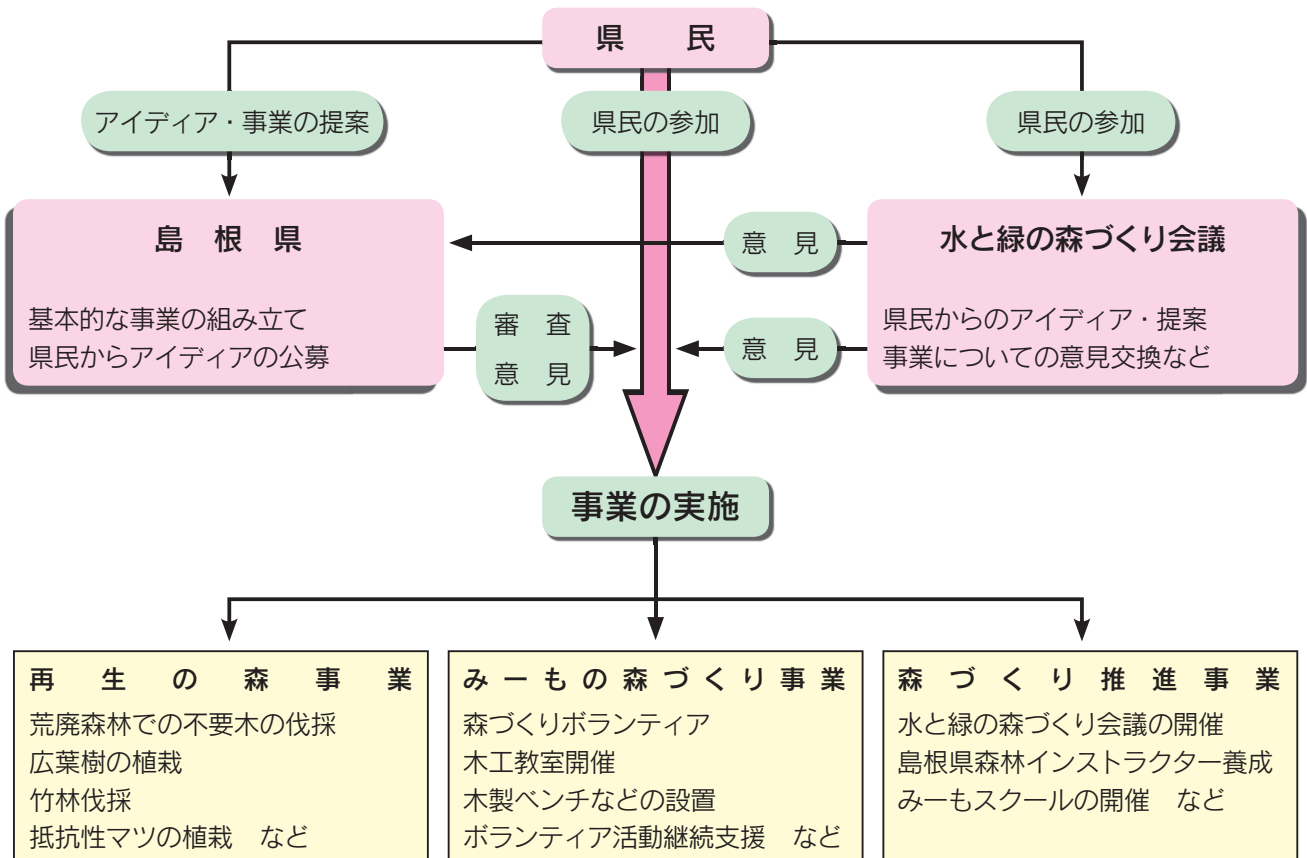 県　民
アイディア・事業の提案
県民の参加
県民の参加
島　根　県
基本的な事業の組み立て
県民からアイディアの公募
意　見
水と緑の森づくり会議
県民からのアイディア・提案
事業についての意見交換など
審　査
意　見
意　見
事業の実施
再生の森事業
荒廃森林での不要木の伐採
広葉樹の植栽
竹林伐採
抵抗性マツの植栽　など
みーもの森づくり事業
森づくりボランティア
木工教室開催
木製ベンチなどの設置
ボランティア活動継続支援　など
森づくり推進事業
水と緑の森づくり会議の開催
島根県森林インストラクター養成
みーもスクールの開催　など